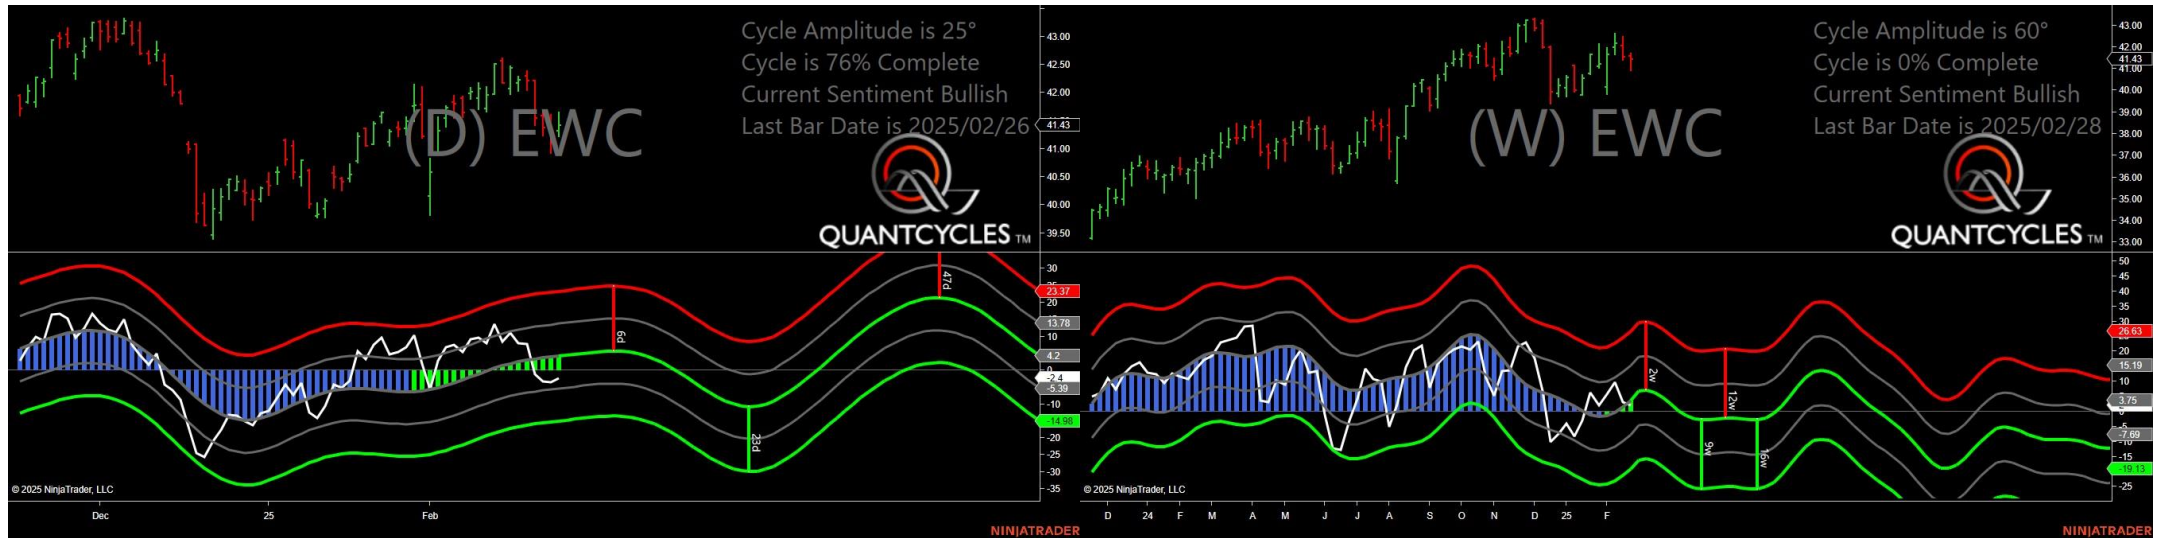 Cycle Amplitude is 25°
Cycle is 76% Complete
Current Sentiment Bullish
Last Bar Date is 2025/02/26
(D) EWC
QUANTCYCLES TM
43.00
42.50
42.00
41.43
41.00
40.50
40.00
39.50
30
23.37
20
13.78
10
4.2
0
-2.4
-5.39
-10
-14.98
-20
-25
-30
-35
6d
23d
47d
© 2025 NinjaTrader, LLC
Dec
25
Feb
NINJATRADER
Cycle Amplitude is 60°
Cycle is 0% Complete
Current Sentiment Bullish
Last Bar Date is 2025/02/28
(W) EWC
QUANTCYCLES TM
43.00
42.00
41.43
41.00
40.00
39.00
38.00
37.00
36.00
35.00
34.00
33.00
50
45
40
35
30
26.63
20
15.19
10
3.75
-7.69
-15
-19.13
-25
2w
12w
9w
16w
© 2025 NinjaTrader, LLC
D
24
F
M
A
M
J
J
A
S
O
N
D
25
F
NINJATRADER